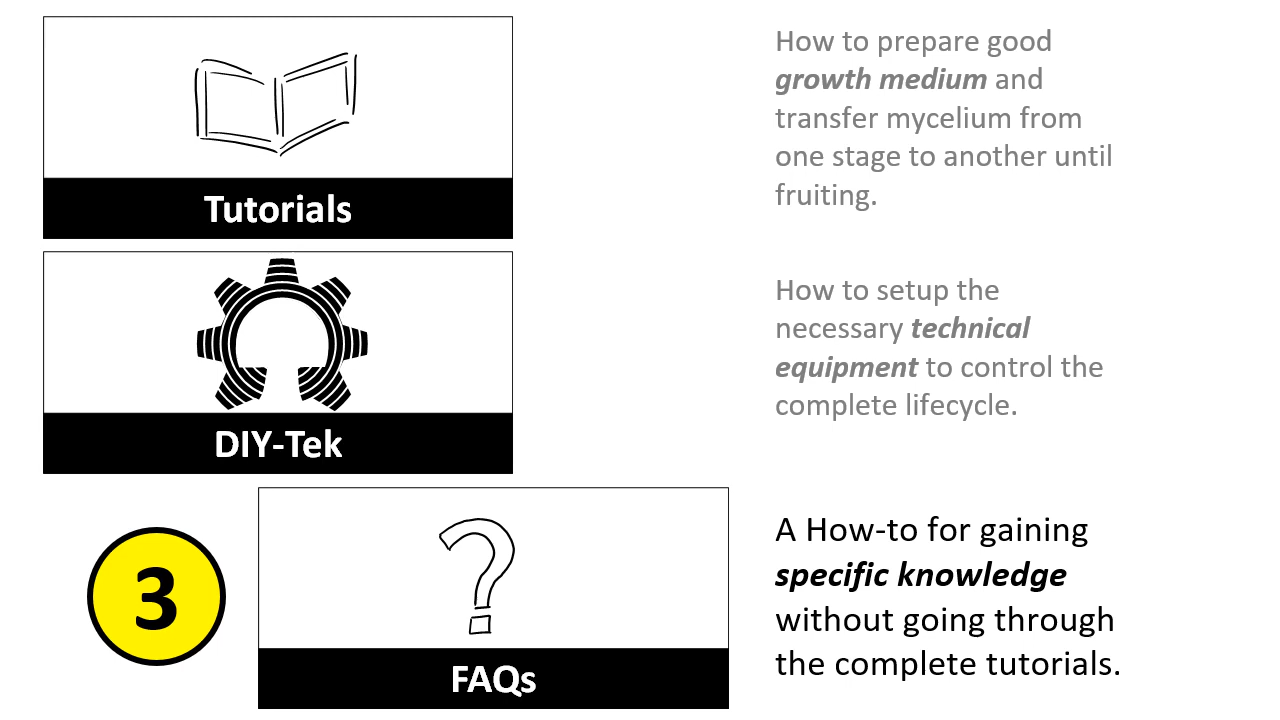 Tutorials
How to prepare good
growth medium and
transfer mycelium from
one stage to another until
fruiting.
DIY-Tek
How to setup the
necessary technical
equipment to control the
complete lifecycle.
3
FAQs
A How-to for gaining
specific knowledge
without going through
the complete tutorials.